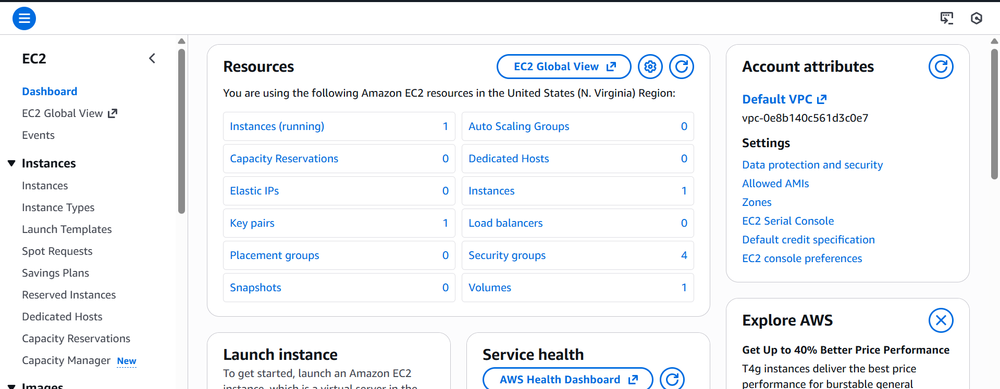 EC2
Dashboard
EC2 Global View
Events
Instances
Instances
Instance Types
Launch Templates
Spot Requests
Savings Plans
Reserved Instances
Dedicated Hosts
Capacity Reservations
Capacity Manager New
Images
Resources
EC2 Global View
You are using the following Amazon EC2 resources in the United States (N. Virginia) Region:
Instances (running) 1
Auto Scaling Groups 0
Capacity Reservations 0
Dedicated Hosts 0
Elastic IPs 0
Instances 1
Key pairs 1
Load balancers 0
Placement groups 0
Security groups 4
Snapshots 0
Volumes 1
Launch instance
To get started, launch an Amazon EC2
instance, which is a virtual server in the
Service health
AWS Health Dashboard
Account attributes
Default VPC
vpc-0e8b140c561d3c0e7
Settings
Data protection and security
Allowed AMIs
Zones
EC2 Serial Console
Default credit specification
EC2 console preferences
Explore AWS
Get Up to 40% Better Price Performance
T4g instances deliver the best price
performance for burstable general